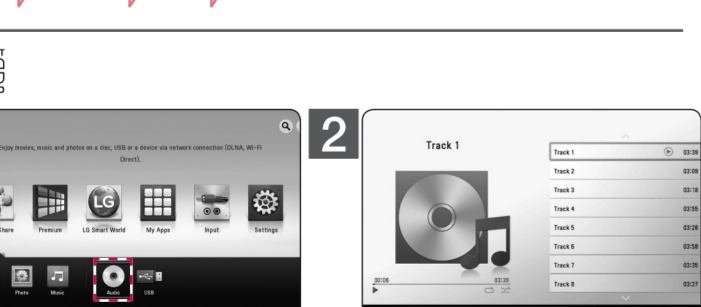 Enjoy movies, music and photos on a disc, USB or a device via network connection (DLNA, Wi-Fi
Direct).
Share
Premium
LG
LG Smart World
My Apps
Input
Settings
Photo
Music
Audio
USB
2
Track 1
00:08
03:39
Track 1 03:39
Track 2 03:09
Track 3 03:18
Track 4 03:55
Track 5 03:28
Track 6 03:58
Track 7 03:35
Track 8 03:27